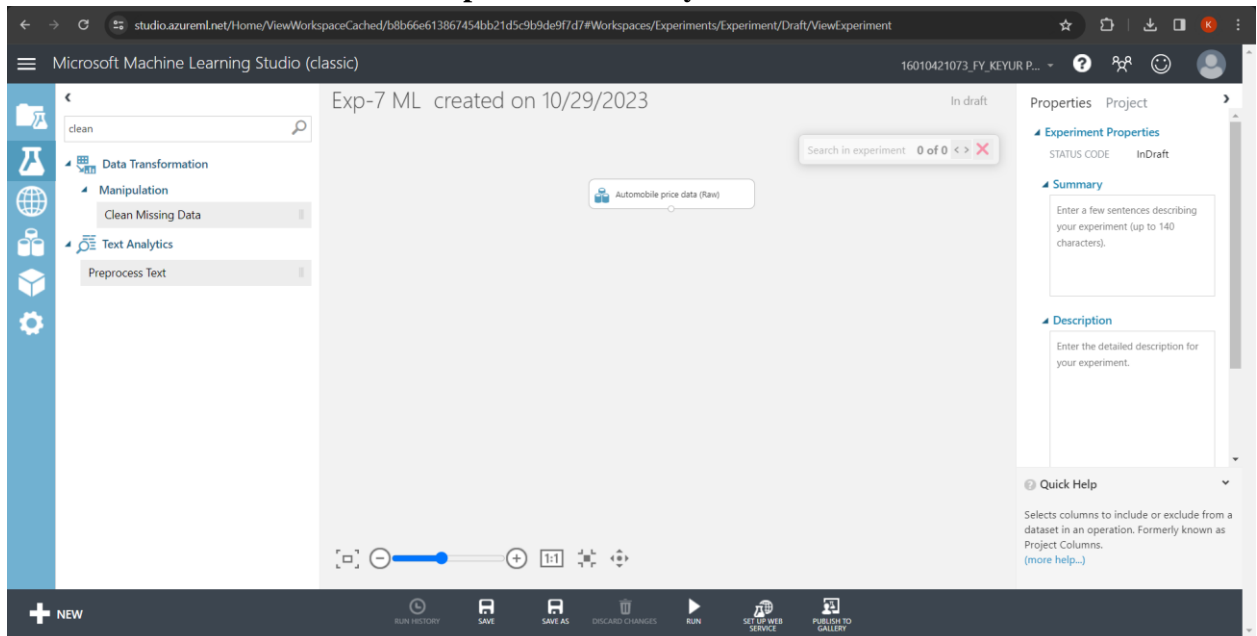 studio.azureml.net/Home/ViewWorkspaceCached/b8b66e613867454bb21d5c9b9de9f7d7#Workspaces/Experiments/Experiment/Draft/ViewExperiment
K
Microsoft Machine Learning Studio (classic)
16010421073_FY_KEYUR P...
clean
Data Transformation
Manipulation
Clean Missing Data
Text Analytics
Preprocess Text
Exp-7 ML created on 10/29/2023
In draft
Search in experiment 0 of 0
Automobile price data (Raw)
1:1
Properties Project
Experiment Properties
STATUS CODE InDraft
Summary
Enter a few sentences describing
your experiment (up to 140
characters).
Description
Enter the detailed description for
your experiment.
Quick Help
Selects columns to include or exclude from a
dataset in an operation. Formerly known as
Project Columns.
(more help...)
NEW
RUN HISTORY
SAVE
SAVE AS
DISCARD CHANGES
RUN
SET UP WEB
SERVICE
PUBLISH TO
GALLERY